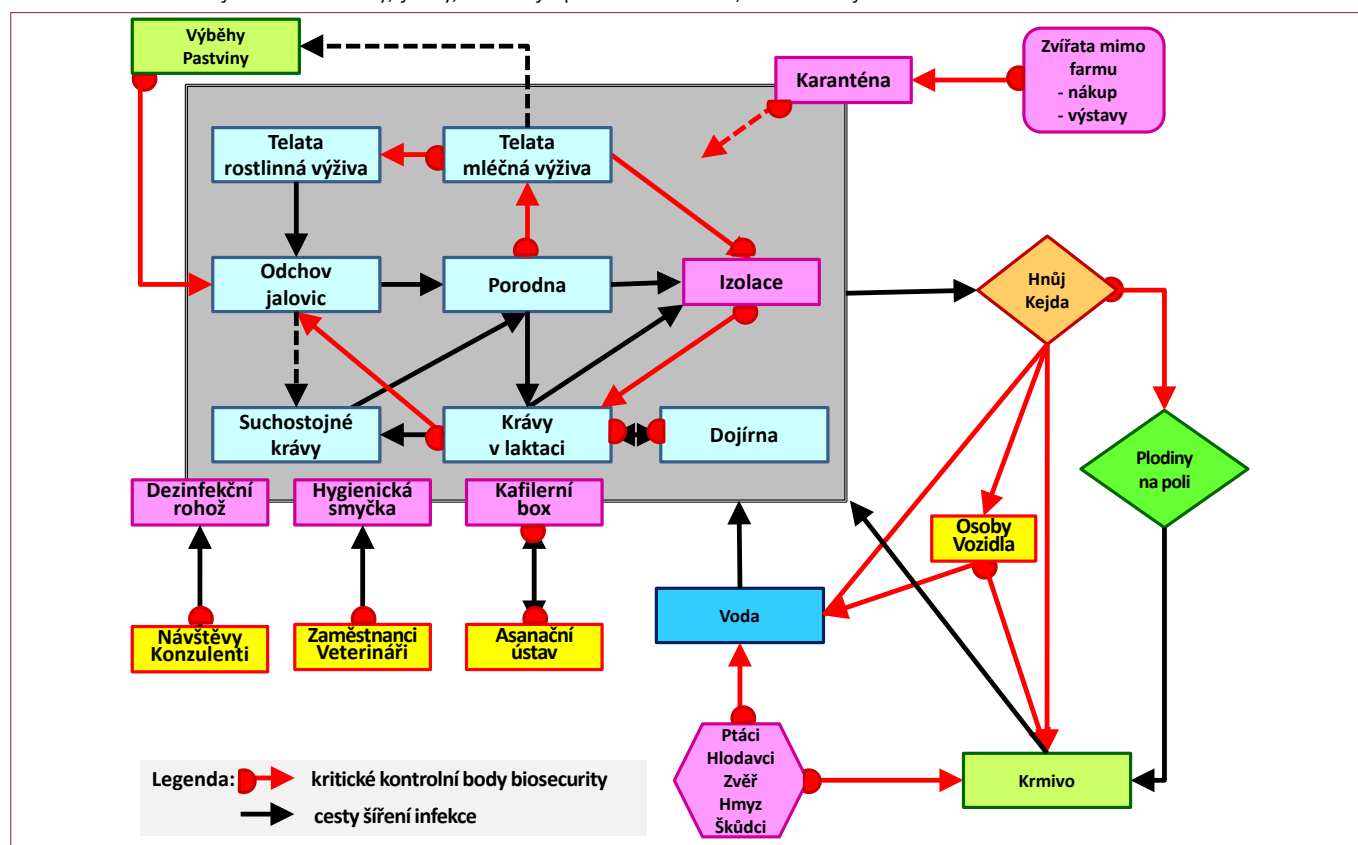 Výběhy
Pastviny
Karanténa
Zvířata mimo
farmu
- nákup
- výstavy
Telata
rostlinná výživa
Telata
mléčná výživa
Odchov
jalovic
Porodna
Izolace
Hnůj
Kejda
Suchostojné
krávy
Krávy
v laktaci
Dojírna
Plodiny
na poli
Dezinfekční
rohož
Hygienická
smyčka
Kafilerní
box
Osoby
Vozidla
Voda
Návštěvy
Konzulenti
Zaměstnanci
Veterináři
Asanační
ústav
Ptáci
Hlodavci
Zvěř
Hmyz
Škůdci
Krmivo
Legenda: kritické kontrolní body biosecurity
cesty šíření infekce